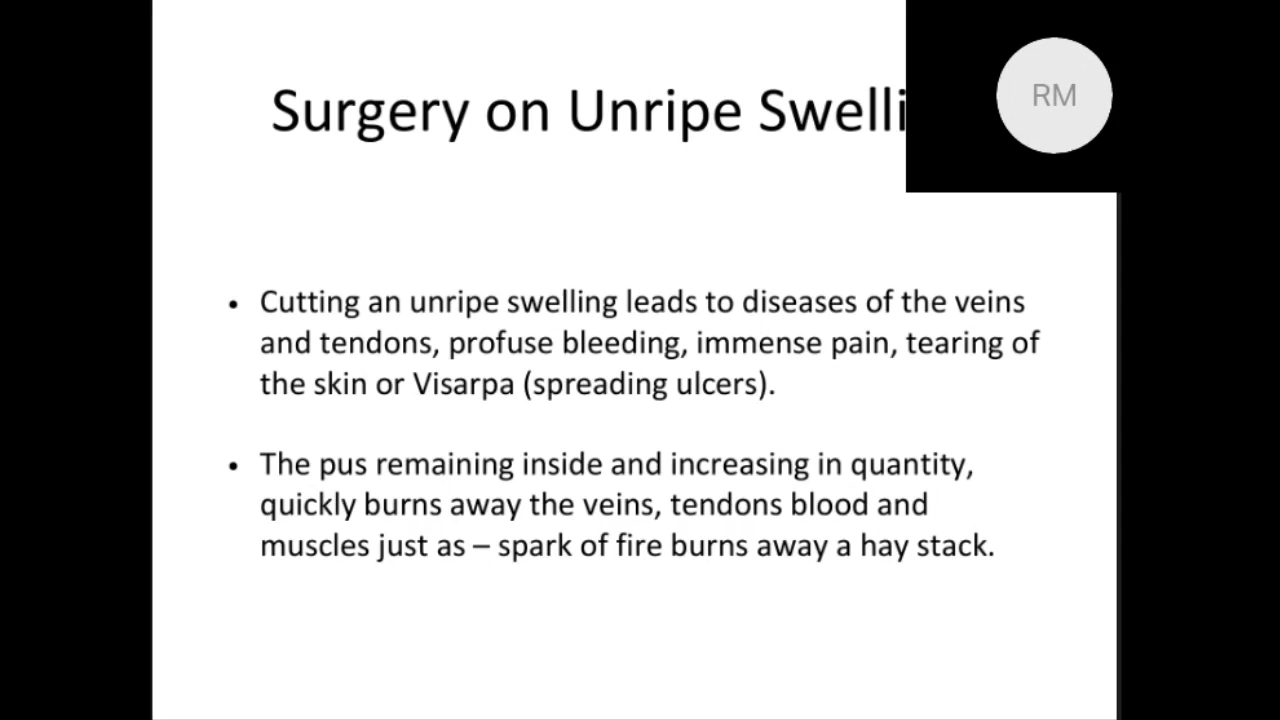 Surgery on Unripe Swelli
RM
• Cutting an unripe swelling leads to diseases of the veins
and tendons, profuse bleeding, immense pain, tearing of
the skin or Visarpa (spreading ulcers).
• The pus remaining inside and increasing in quantity,
quickly burns away the veins, tendons blood and
muscles just as – spark of fire burns away a hay stack.